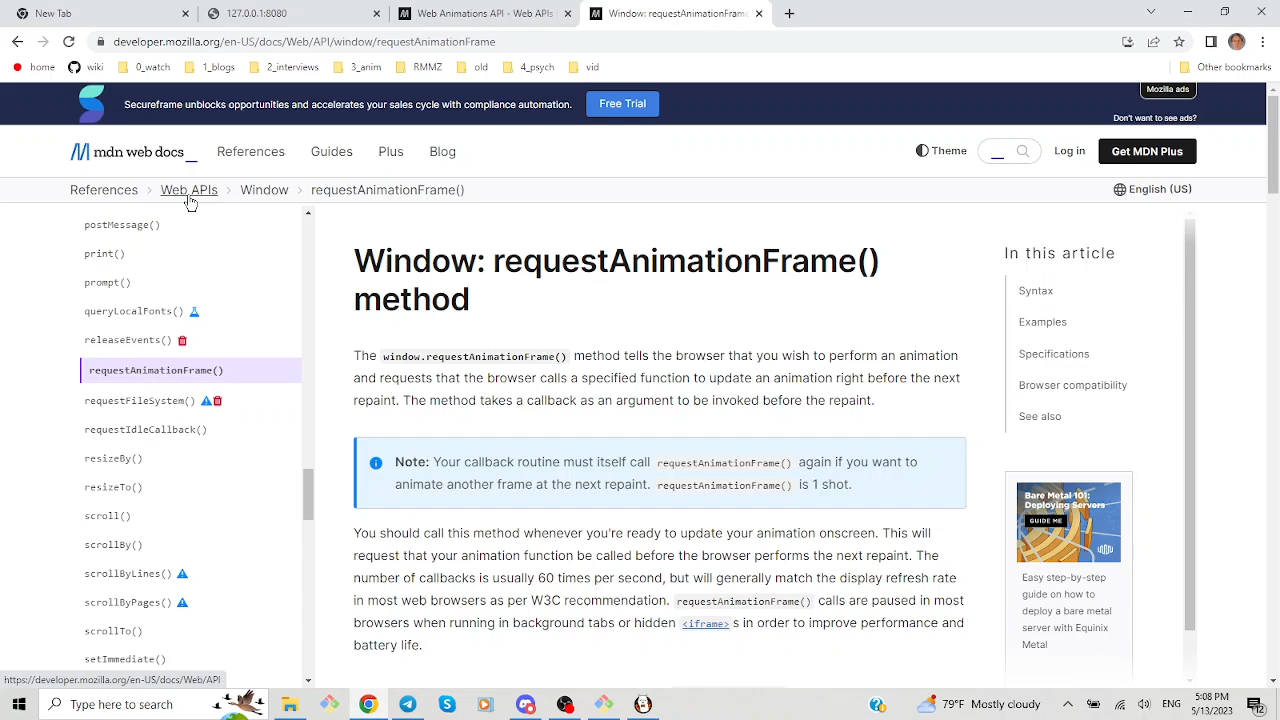 New Tab
127.0.0.1:8080
Web Animations API - Web APIs
Window: requestAnimationFrame
developer.mozilla.org/en-US/docs/Web/API/window/requestAnimationFrame
home wiki 0_watch 1_blogs 2_interviews 3_anim RMMZ old 4_psych vid Other bookmarks
Secureframe unblocks opportunities and accelerates your sales cycle with compliance automation. Free Trial
Mozilla ads
Don't want to see ads?
mdn web docs_ References Guides Plus Blog Theme Log in Get MDN Plus
References > Web APIs > Window > requestAnimationFrame() English (US)
postMessage()
print()
prompt()
queryLocalFonts()
releaseEvents()
requestAnimationFrame()
requestFileSystem()
requestIdleCallback()
resizeBy()
resizeTo()
scroll()
scrollBy()
scrollByLines()
scrollByPages()
scrollTo()
setImmediate()
Window: requestAnimationFrame()
method
The window.requestAnimationFrame() method tells the browser that you wish to perform an animation
and requests that the browser calls a specified function to update an animation right before the next
repaint. The method takes a callback as an argument to be invoked before the repaint.
Note: Your callback routine must itself call requestAnimationFrame() again if you want to
animate another frame at the next repaint. requestAnimationFrame() is 1 shot.
You should call this method whenever you're ready to update your animation onscreen. This will
request that your animation function be called before the browser performs the next repaint. The
number of callbacks is usually 60 times per second, but will generally match the display refresh rate
in most web browsers as per W3C recommendation. requestAnimationFrame() calls are paused in most
browsers when running in background tabs or hidden <iframe> s in order to improve performance and
battery life.
In this article
Syntax
Examples
Specifications
Browser compatibility
See also
Bare Metal 101:
Deploying Servers
GUIDE ME
Easy step-by-step
guide on how to
deploy a bare metal
server with Equinix
Metal
https://developer.mozilla.org/en-US/docs/Web/API
Type here to search
79°F Mostly cloudy
ENG
5:08 PM
5/13/2023
12